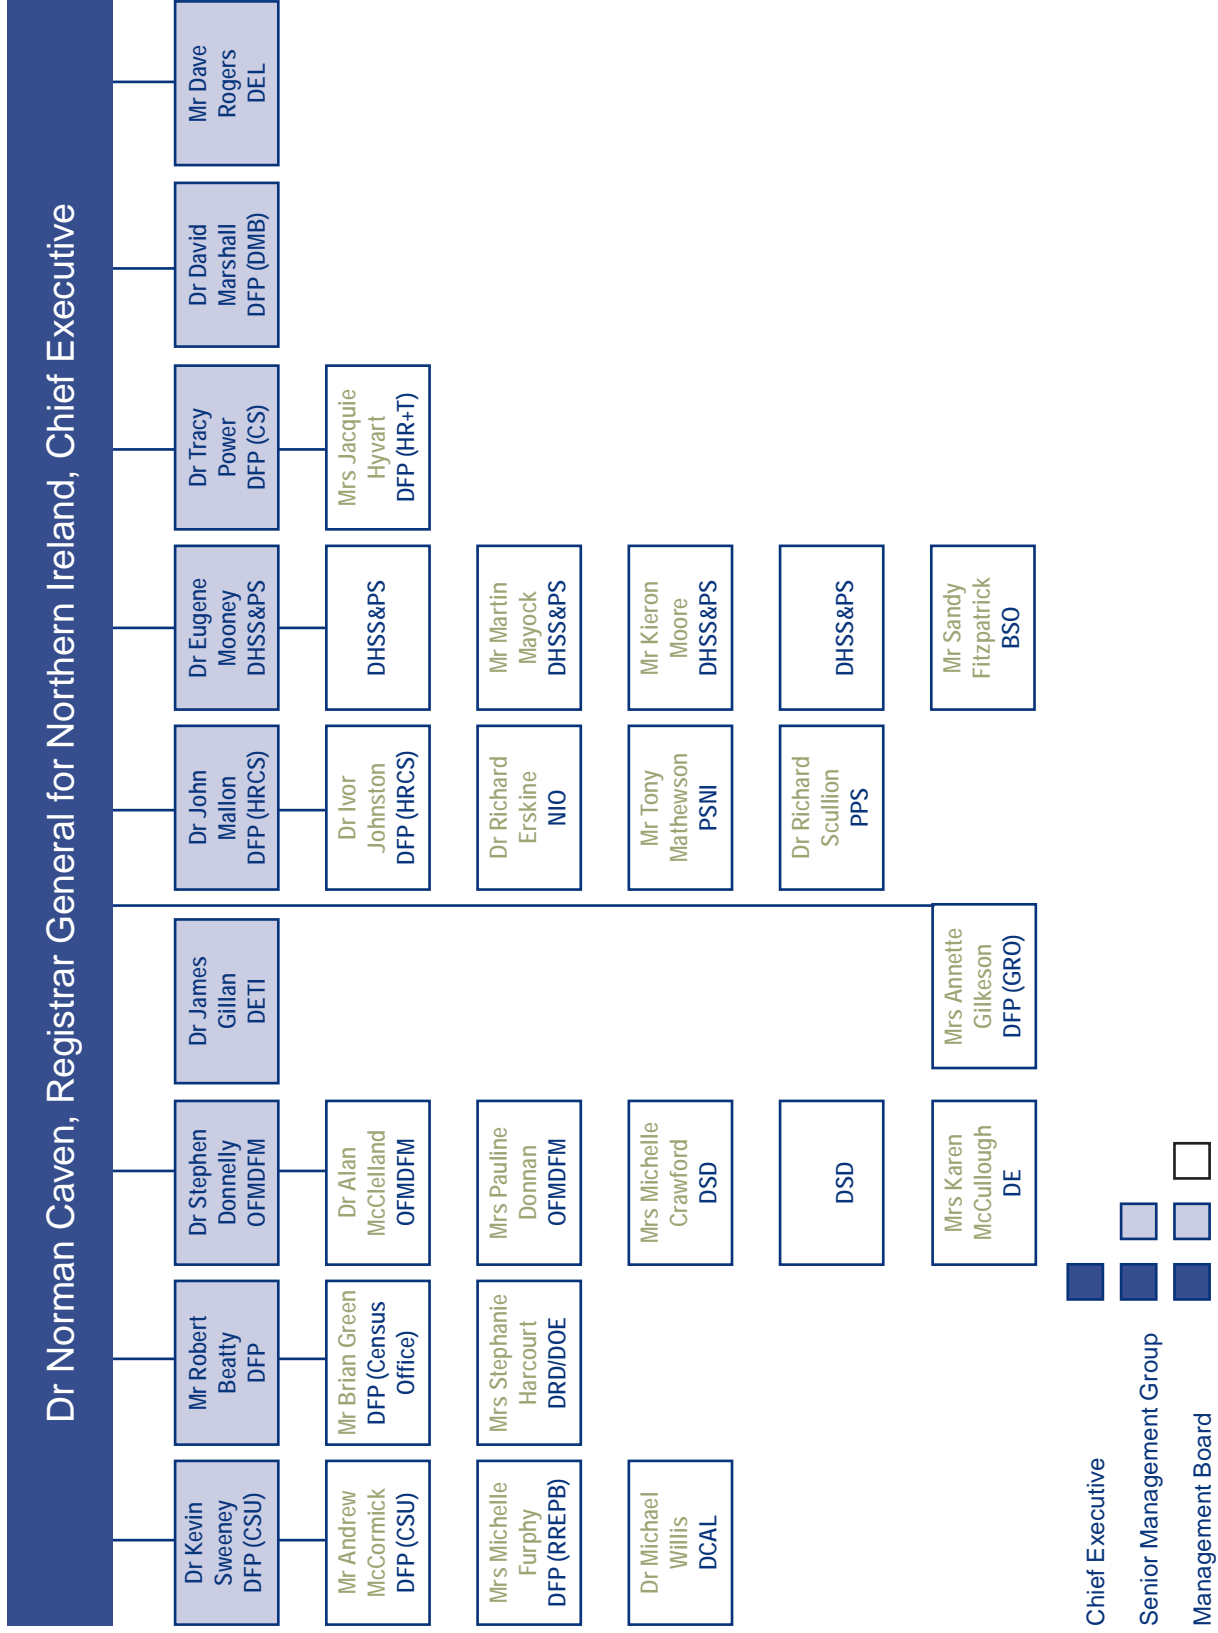 Dr Norman Caven, Registrar General for Northern Ireland, Chief Executive
Dr Kevin
Sweeney
DFP (CSU)
Mr Andrew
McCormick
DFP (CSU)
Mrs Michelle
Furphy
DFP (RREPB)
Dr Michael
Willis
DCAL
Mr Robert
Beatty
DFP
Mr Brian Green
DFP (Census
Office)
Mrs Stephanie
Harcourt
DRD/DOE
Dr Stephen
Donnelly
OFMDFM
Dr Alan
McClelland
OFMDFM
Mrs Pauline
Donnan
OFMDFM
Mrs Michelle
Crawford
DSD
DSD
Mrs Karen
McCullough
DE
Dr James
Gillan
DETI
Mrs Annette
Gilkeson
DFP (GRO)
Dr John
Mallon
DFP (HRCS)
Dr Ivor
Johnston
DFP (HRCS)
Dr Richard
Erskine
NIO
Mr Tony
Mathewson
PSNI
Dr Richard
Scullion
PPS
Dr Eugene
Mooney
DHSS&PS
DHSS&PS
Mr Martin
Mayock
DHSS&PS
Mr Kieron
Moore
DHSS&PS
DHSS&PS
Mr Sandy
Fitzpatrick
BSO
Dr Tracy
Power
DFP (CS)
Mrs Jacquie
Hyvart
DFP (HR+T)
Dr David
Marshall
DFP (DMB)
Mr Dave
Rogers
DEL
Chief Executive
Senior Management Group
Management Board